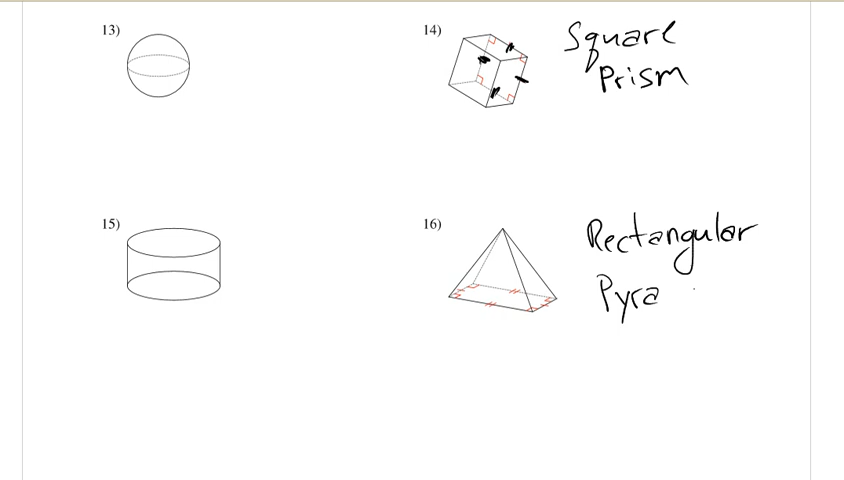 13)
14)
Square
Prism
15)
16)
Rectangular
Pyra